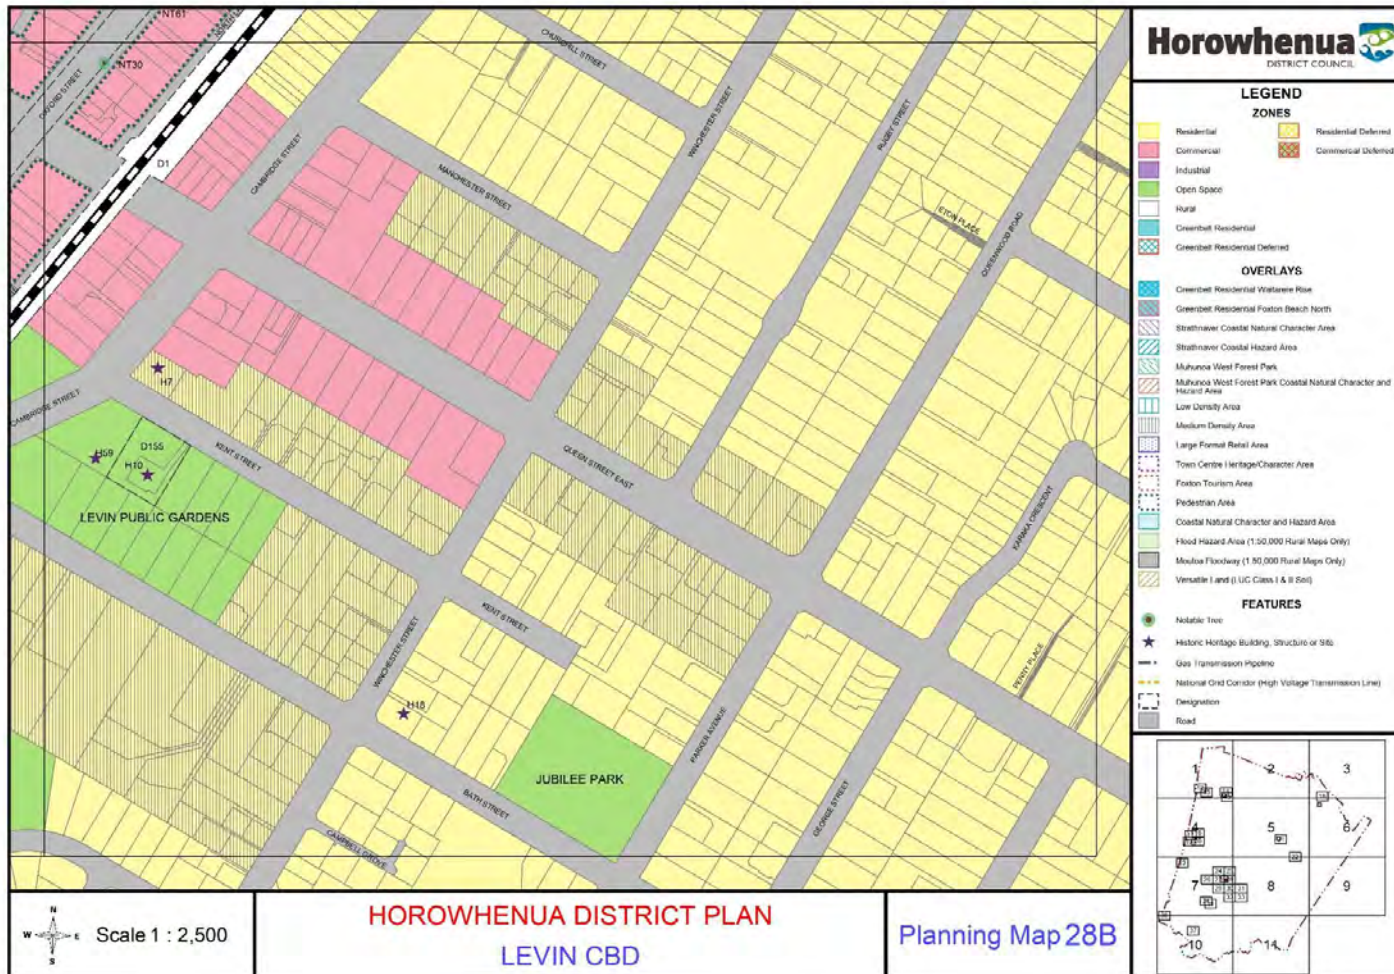 NT61
NT30
OXFORD STREET
D1
CHURCHILL STREET
CAMBRIDGE STREET
MANCHESTER STREET
WINCHESTER STREET
RUGBY STREET
ETON PLACE
QUEENWOOD ROAD
H7
CAMBRIDGE STREET
H59
D155
H10
KENT STREET
LEVIN PUBLIC GARDENS
QUEEN STREET EAST
KARAKA CRESCENT
KENT STREET
WINCHESTER STREET
H18
PENNY PLACE
PARKER AVENUE
JUBILEE PARK
BATH STREET
GEORGE STREET
CAMPBELL GROVE
Horowhenua
DISTRICT COUNCIL
LEGEND
ZONES
Residential
Residential Deferred
Commercial
Commercial Deferred
Industrial
Open Space
Rural
Greenbelt Residential
Greenbelt Residential Deferred
OVERLAYS
Greenbelt Residential Waitarere Rise
Greenbelt Residential Foxton Beach North
Strathnaver Coastal Natural Character Area
Strathnaver Coastal Hazard Area
Muhunoa West Forest Park
Muhunoa West Forest Park Coastal Natural Character and
Hazard Area
Low Density Area
Medium Density Area
Large Format Retail Area
Town Centre Heritage/Character Area
Foxton Tourism Area
Pedestrian Area
Coastal Natural Character and Hazard Area
Flood Hazard Area (1:50,000 Rural Maps Only)
Moutoa Floodway (1:50,000 Rural Maps Only)
Versatile Land (LUC Class I & II Soil)
FEATURES
Notable Tree
Historic Heritage Building, Structure or Site
Gas Transmission Pipeline
National Grid Corridor (High Voltage Transmission Line)
Designation
Road
1 2 3
5 6
7 8 9
10
N
W E
S
Scale 1 : 2,500
HOROWHENUA DISTRICT PLAN
LEVIN CBD
Planning Map 28B